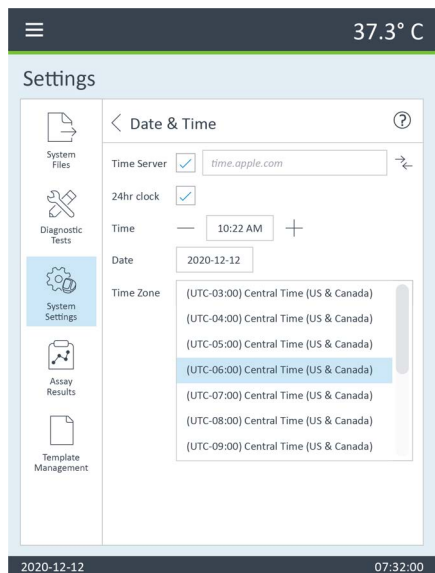 37.3° C
Settings
System
Files
Diagnostic
Tests
System
Settings
Assay
Results
Template
Management
Date & Time
?
Time Server
time.apple.com
24hr clock
Time
10:22 AM
Date
2020-12-12
Time Zone
(UTC-03:00) Central Time (US & Canada)
(UTC-04:00) Central Time (US & Canada)
(UTC-05:00) Central Time (US & Canada)
(UTC-06:00) Central Time (US & Canada)
(UTC-07:00) Central Time (US & Canada)
(UTC-08:00) Central Time (US & Canada)
(UTC-09:00) Central Time (US & Canada)
2020-12-12
07:32:00